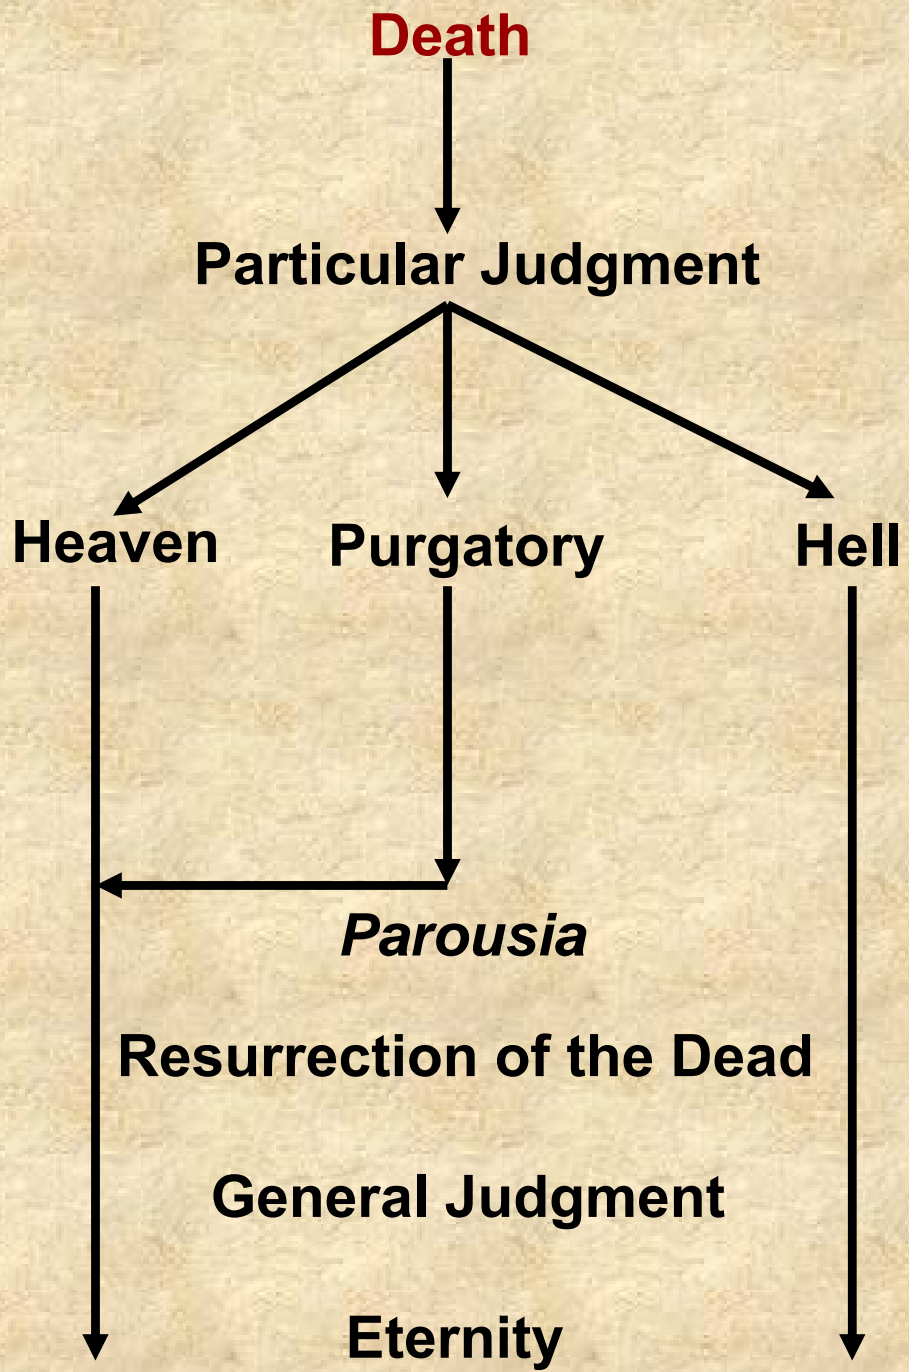 Death
Particular Judgment
Heaven Purgatory Hell
Parousia
Resurrection of the Dead
General Judgment
Eternity